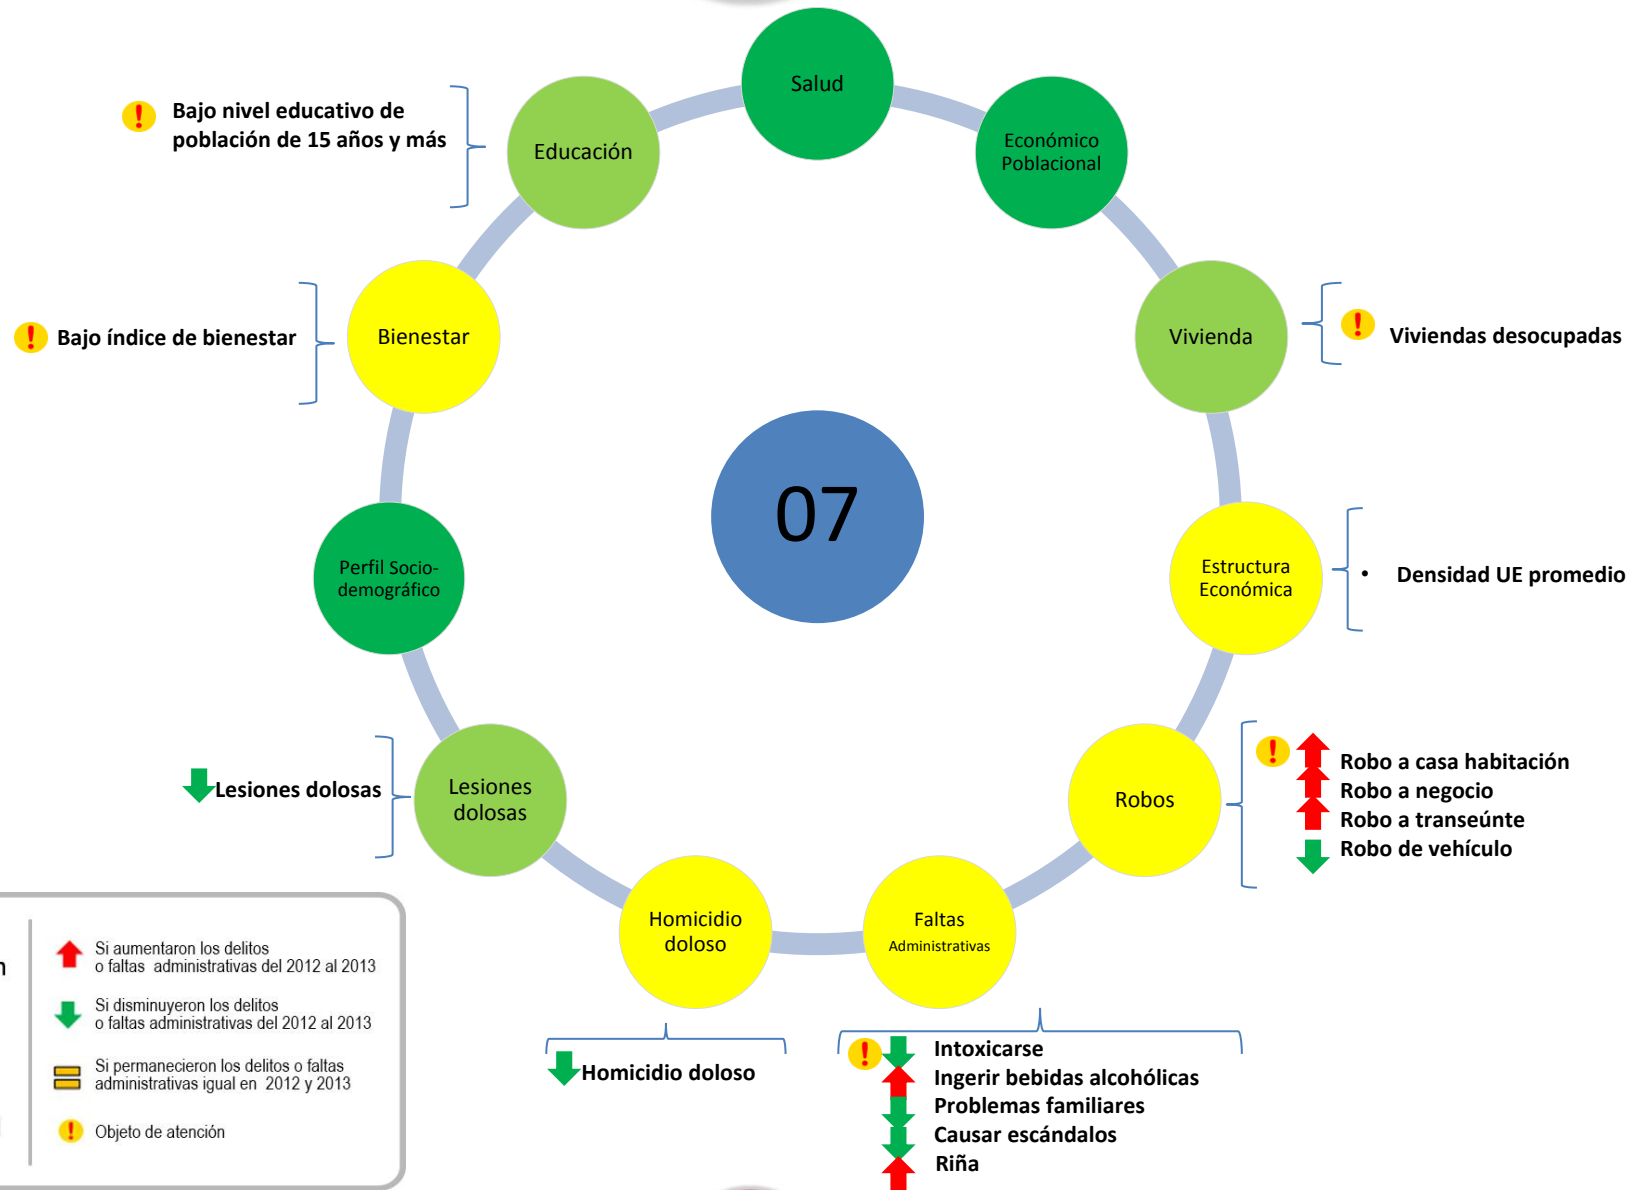 Salud
Económico
Poblacional
Educación
Bajo nivel educativo de
población de 15 años y más
Bienestar
Bajo índice de bienestar
Vivienda
Viviendas desocupadas
07
Perfil Socio-
demográfico
Estructura
Económica
• Densidad UE promedio
Lesiones
dolosas
Lesiones dolosas
Robos
Robo a casa habitación
Robo a negocio
Robo a transeúnte
Robo de vehículo
Homicidio
doloso
Homicidio doloso
Faltas
Administrativas
Intoxicarse
Ingerir bebidas alcohólicas
Problemas familiares
Causar escándalos
Riña
Si aumentaron los delitos
o faltas administrativas del 2012 al 2013
Si disminuyeron los delitos
o faltas administrativas del 2012 al 2013
Si permanecieron los delitos o faltas
administrativas igual en 2012 y 2013
Objeto de atención